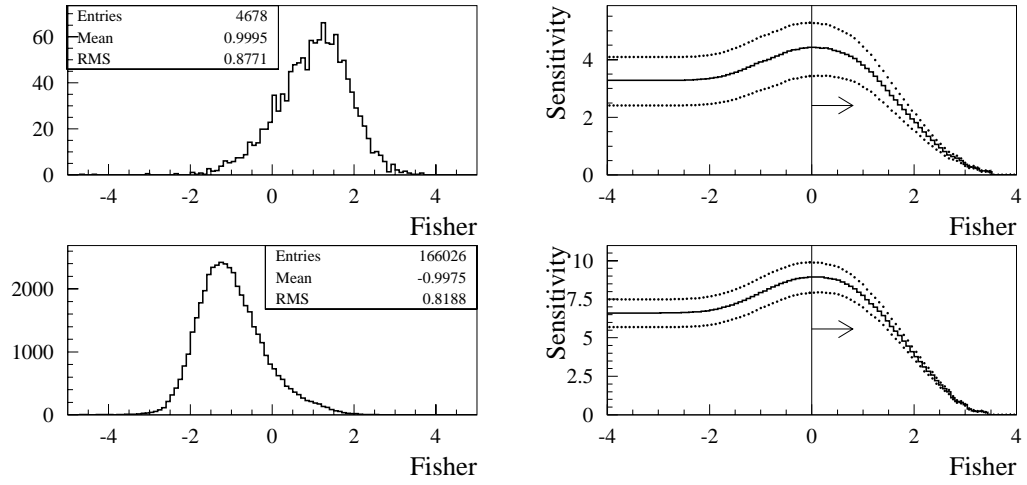 Entries 4678
Mean 0.9995
RMS 0.8771
60
40
20
0
-4 -2 0 2 4
Fisher
Sensitivity
4
2
0
-4 -2 0 2 4
Fisher
Entries 166026
Mean -0.9975
RMS 0.8188
2000
1000
0
-4 -2 0 2 4
Fisher
Sensitivity
10
7.5
5
2.5
0
-4 -2 0 2 4
Fisher